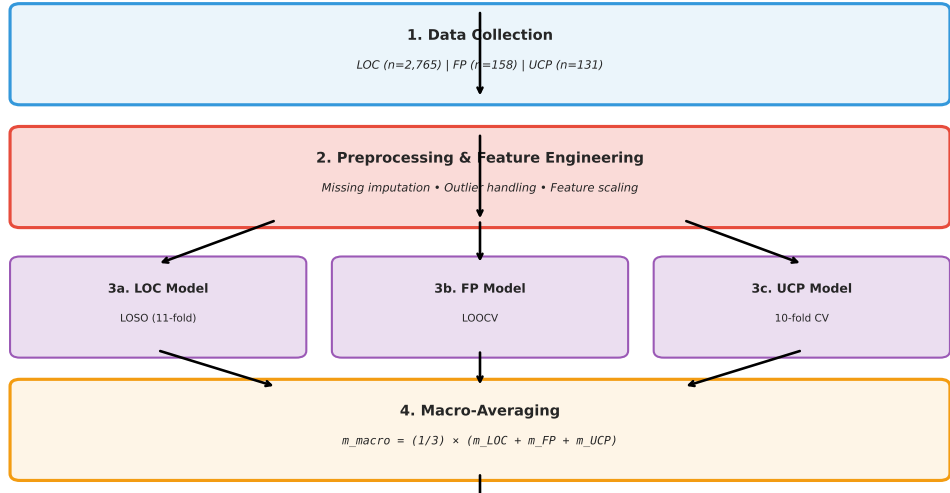 1. Data Collection
LOC (n=2,765) | FP (n=158) | UCP (n=131)
2. Preprocessing & Feature Engineering
Missing imputation • Outlier handling • Feature scaling
3a. LOC Model
LOSO (11-fold)
3b. FP Model
LOOCV
3c. UCP Model
10-fold CV
4. Macro-Averaging
m_macro = (1/3) × (m_LOC + m_FP + m_UCP)